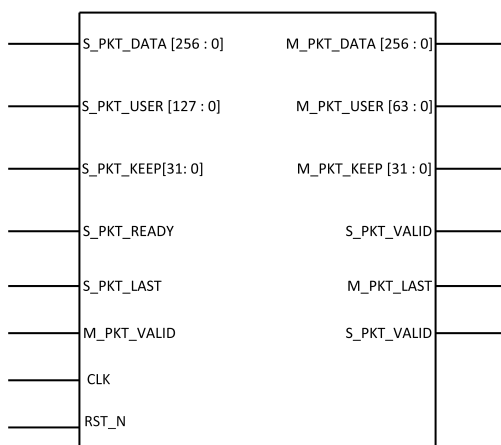 S_PKT_DATA [256 : 0] M_PKT_DATA [256 : 0]
S_PKT_USER [127 : 0] M_PKT_USER [63 : 0]
S_PKT_KEEP[31: 0] M_PKT_KEEP [31 : 0]
S_PKT_READY S_PKT_VALID
S_PKT_LAST M_PKT_LAST
M_PKT_VALID S_PKT_VALID
CLK
RST_N